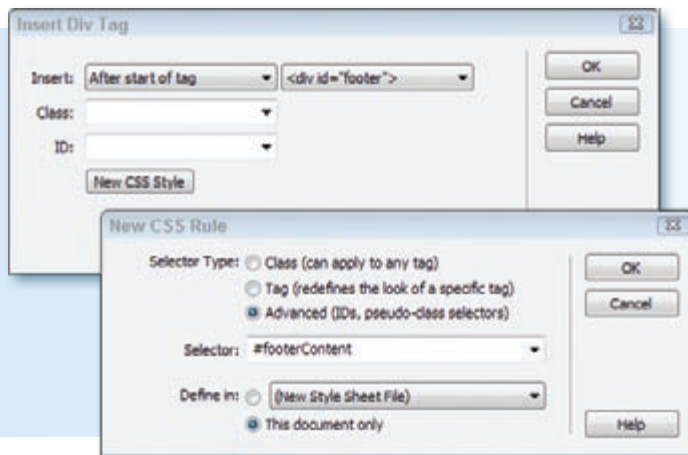 Insert Div Tag
Insert: After start of tag <div id="footer"> OK
Class: Cancel
ID: Help
New CSS Style
New CSS Rule
Selector Type: Class (can apply to any tag) OK
Tag (redefines the look of a specific tag) Cancel
Advanced (IDs, pseudo-class selectors)
Selector: #footerContent
Define in: (New Style Sheet File)
This document only Help